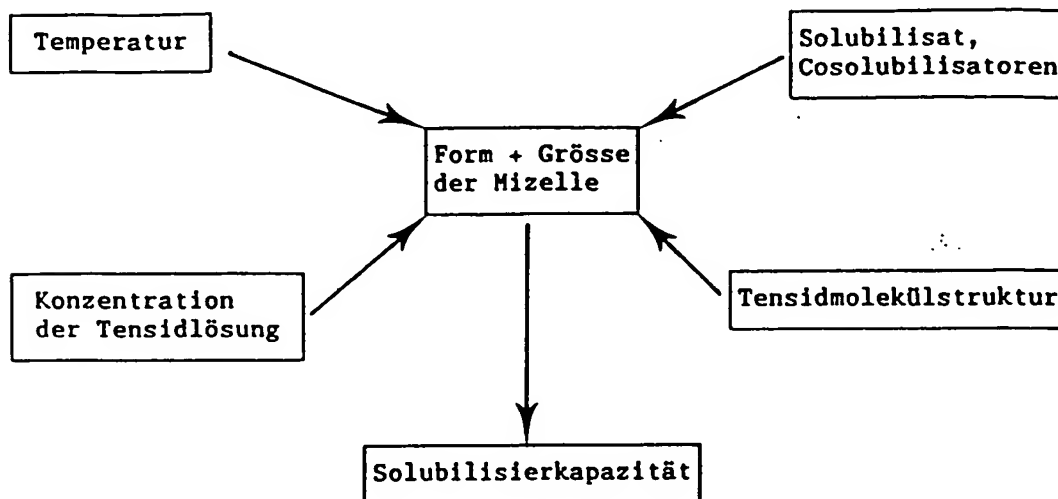 Temperatur
Solubilisat,
Cosolubilisatoren
Form + Grösse
der Mizelle
Konzentration
der Tensidlösung
Tensidmolekülstruktur
Solubilisierkapazität